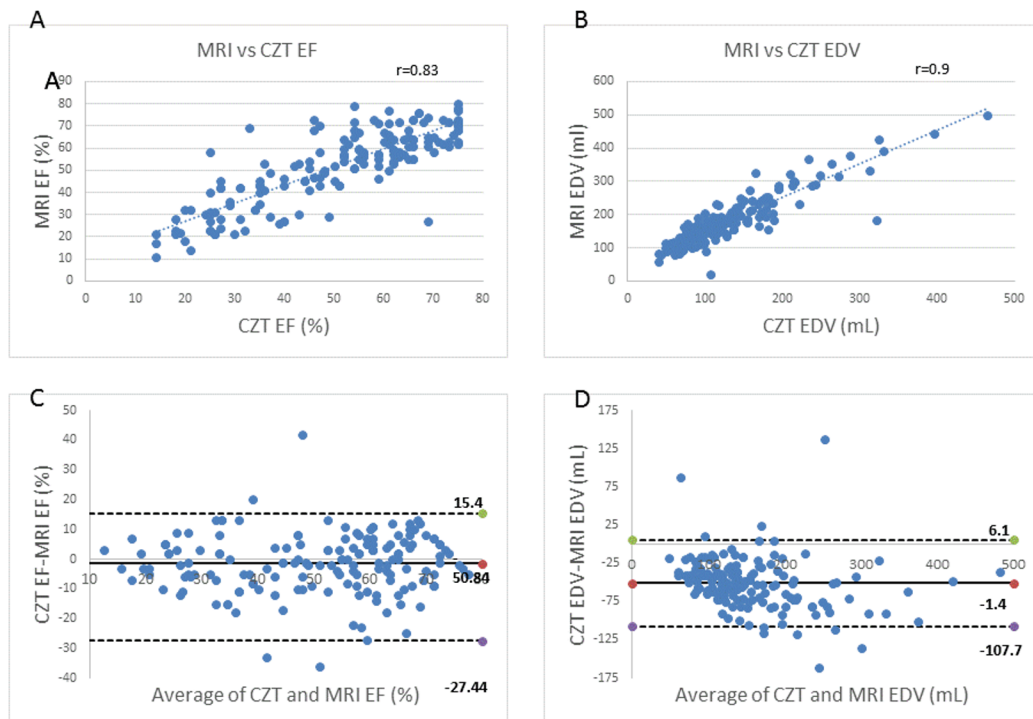 A
MRI vs CZT EF
A
r=0.83
90
80
70
60
50
40
30
20
10
0
MRI EF (%)
0 10 20 30 40 50 60 70 80
CZT EF (%)
B
MRI vs CZT EDV
r=0.9
600
500
400
300
200
100
0
MRI EDV (ml)
0 100 200 300 400 500
CZT EDV (mL)
C
50
40
30
20
10
0
-10
-20
-30
-40
CZT EF-MRI EF (%)
15.4
10 20 30 40 50 60 70
50.84
-27.44
Average of CZT and MRI EF (%)
D
175
125
75
25
-25
-75
-125
-175
CZT EDV-MRI EDV (mL)
6.1
0 100 200 300 400 500
-1.4
-107.7
Average of CZT and MRI EDV (mL)